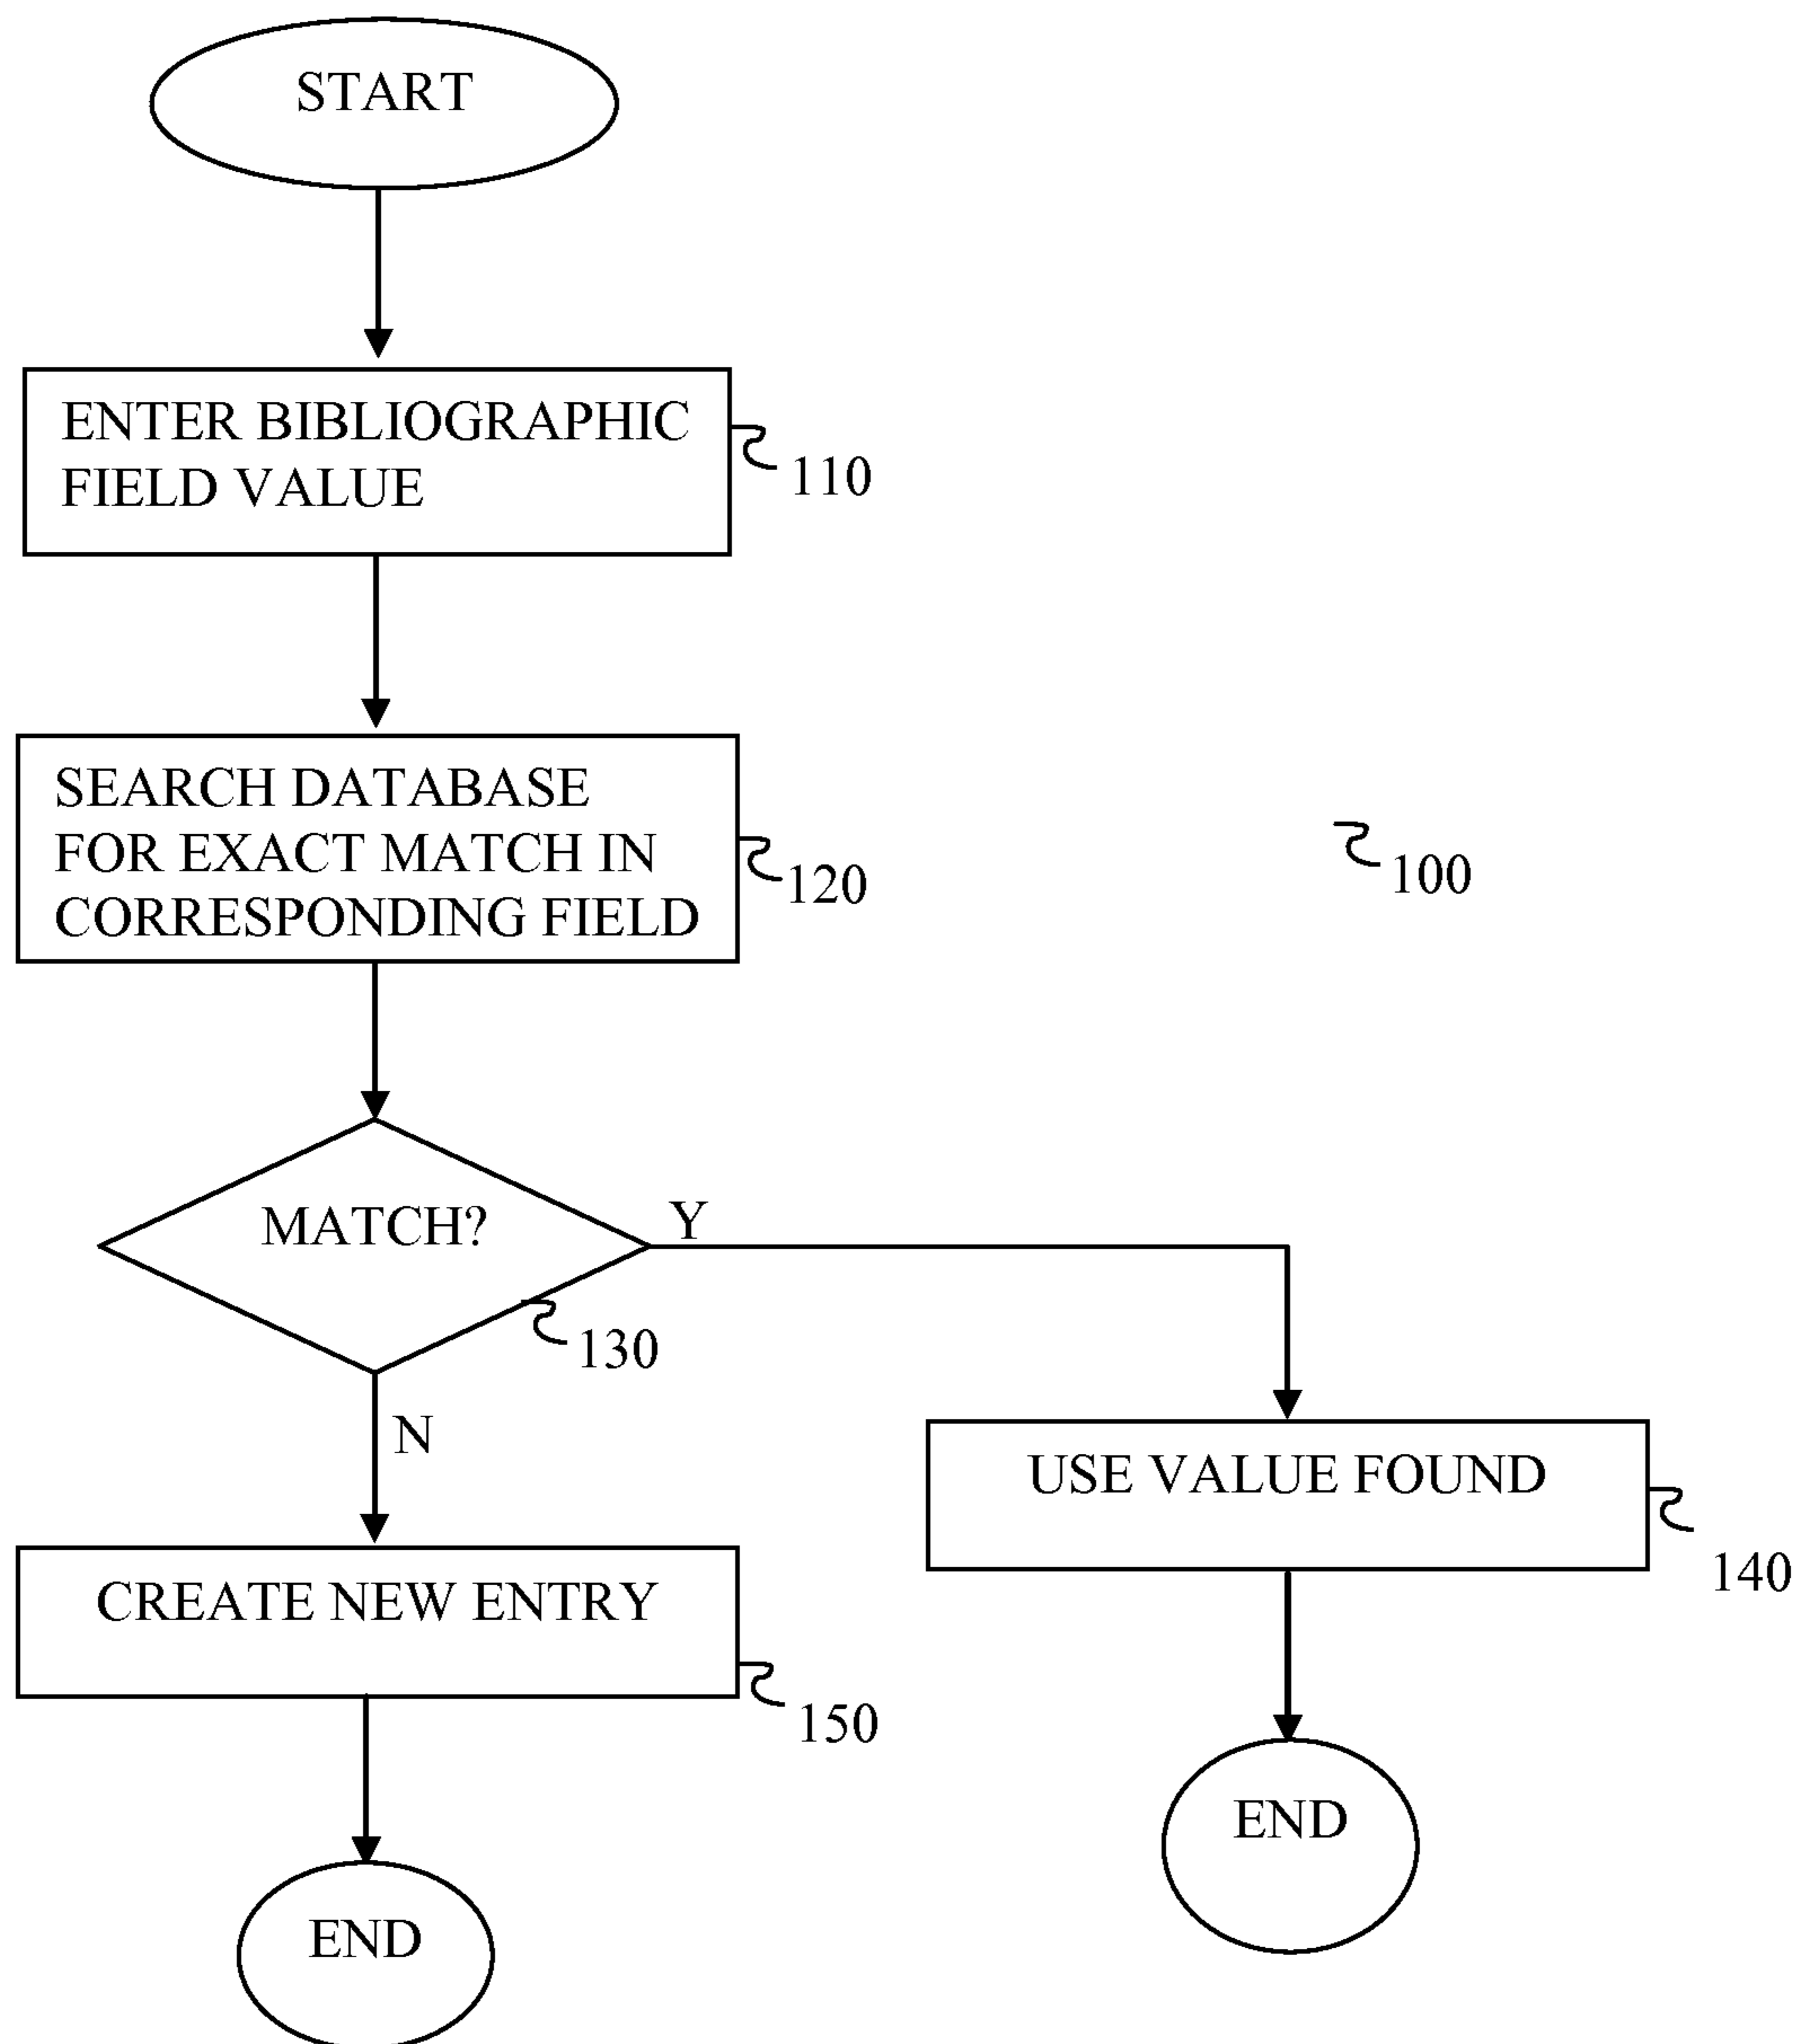 START
ENTER BIBLIOGRAPHIC
FIELD VALUE
110
SEARCH DATABASE
FOR EXACT MATCH IN
CORRESPONDING FIELD
120
100
MATCH?
Y
130
N
USE VALUE FOUND
140
CREATE NEW ENTRY
150
END
END